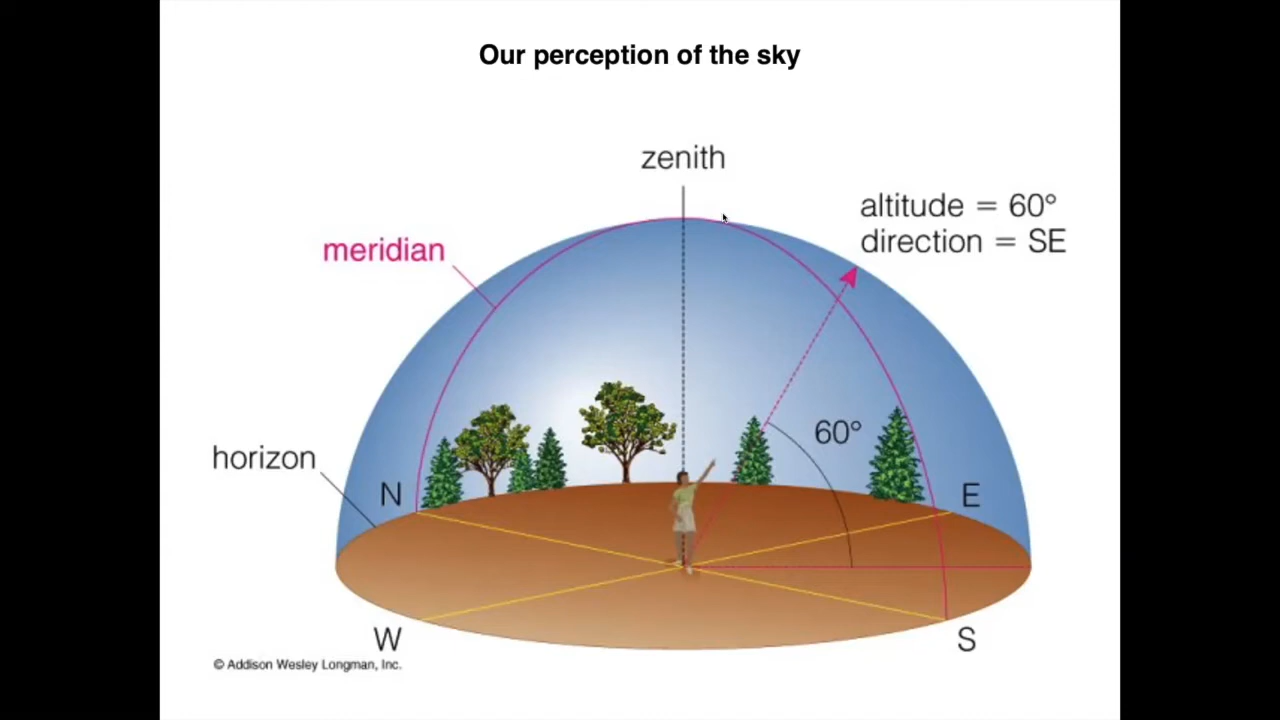 Our perception of the sky
zenith
altitude = 60°
direction = SE
meridian
60°
horizon
N
E
W
S
© Addison Wesley Longman, Inc.